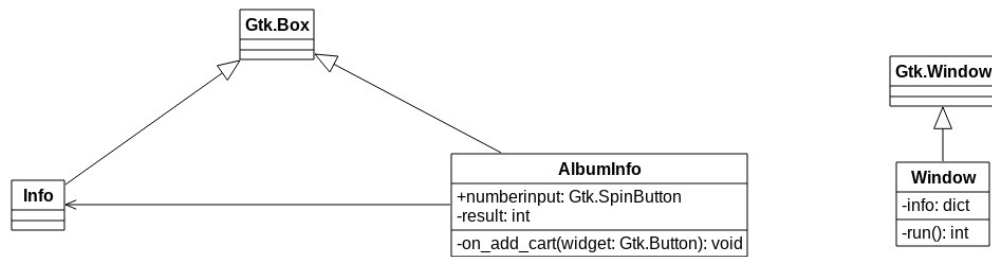 Gtk.Box
Info
AlbumInfo
+numberinput: Gtk.SpinButton
-result: int
-on_add_cart(widget: Gtk.Button): void
Gtk.Window
Window
-info: dict
-run(): int